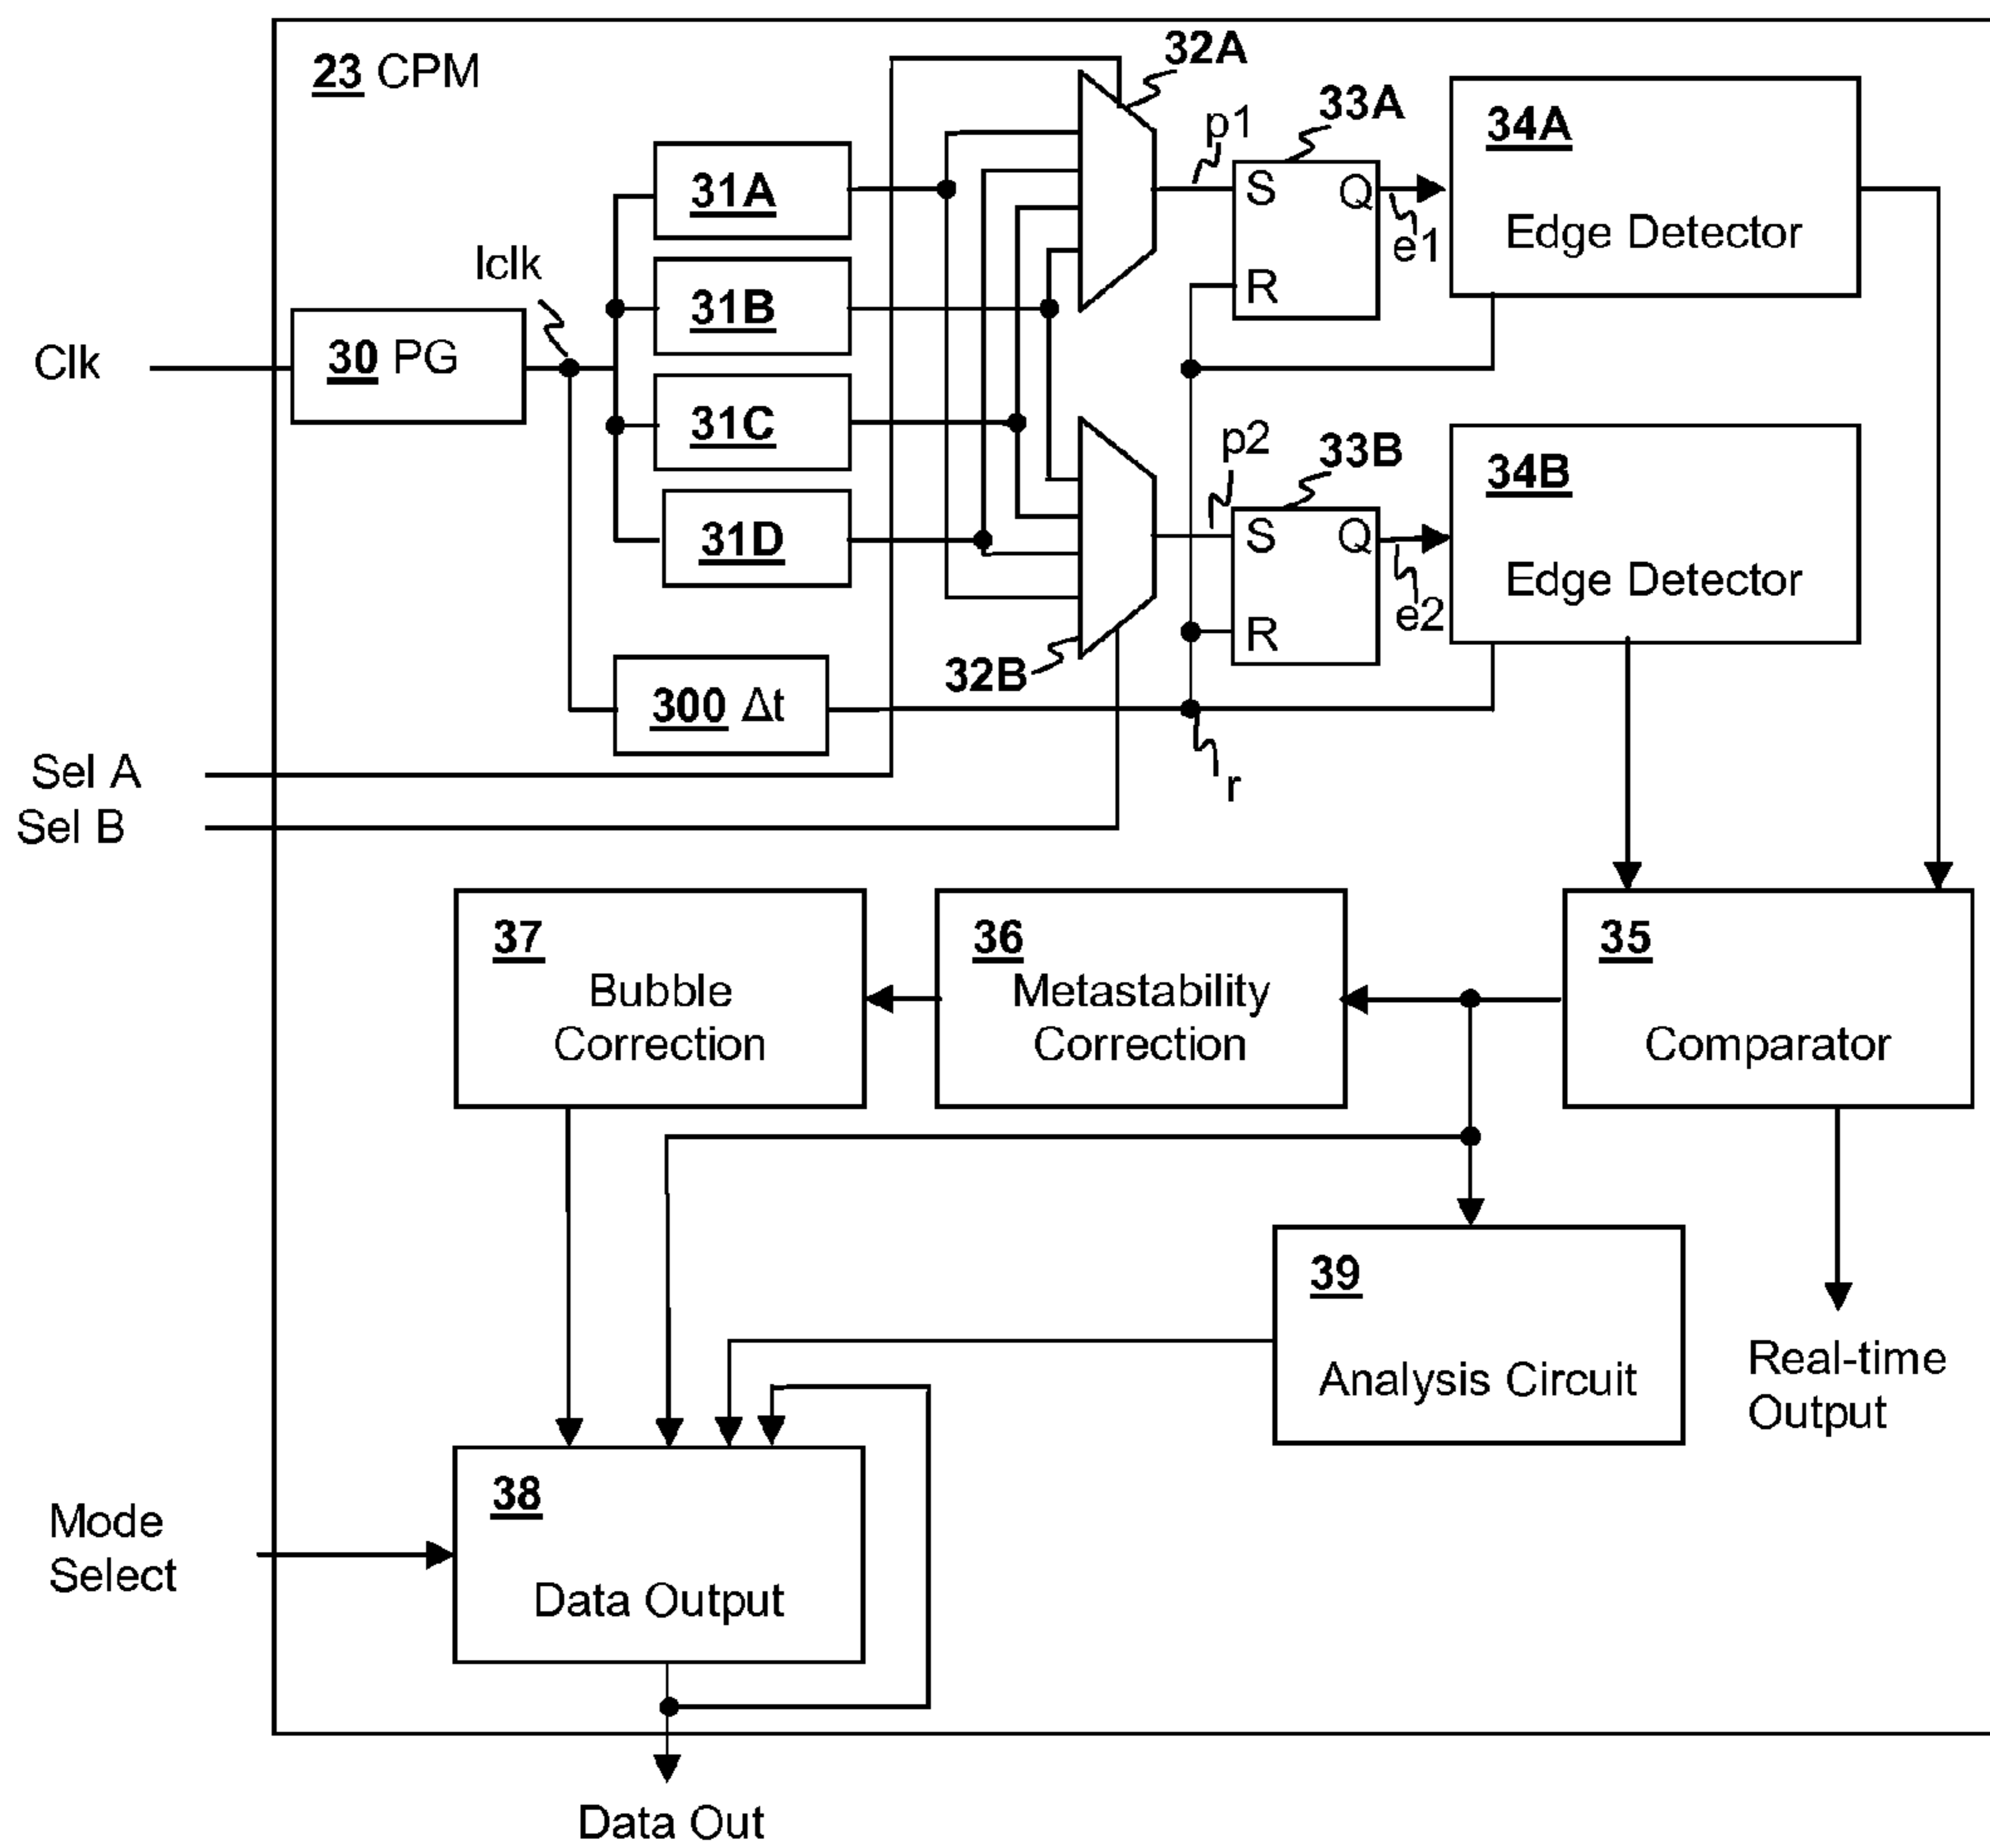 23 CPM
32A
p1
33A
34A
Edge Detector
S
Q
R
e1
31A
31B
31C
31D
lclk
Clk
30 PG
p2
33B
34B
Edge Detector
S
Q
R
e2
32B
300 Δt
r
Sel A
Sel B
37
Bubble
Correction
36
Metastability
Correction
35
Comparator
39
Analysis Circuit
Real-time
Output
38
Data Output
Mode
Select
Data Out